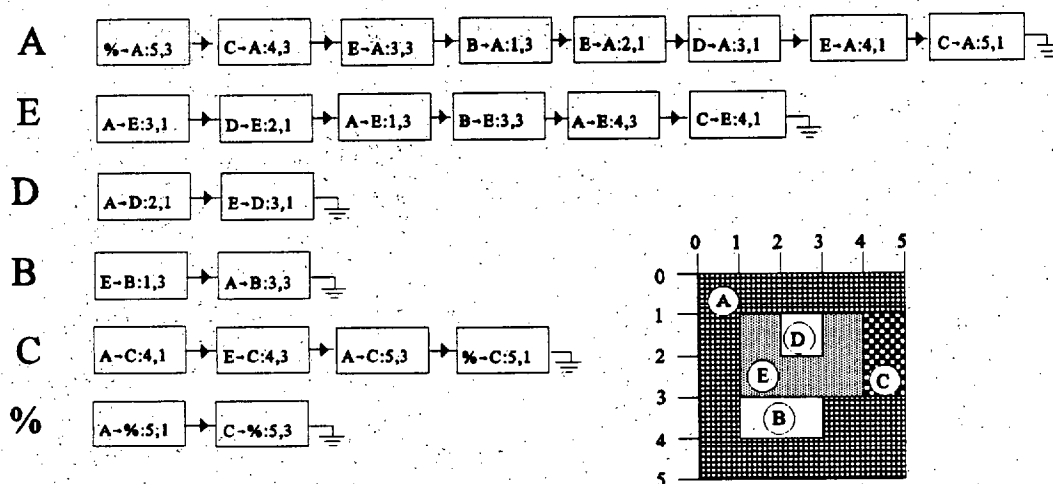 A %→A:5,3 C→A:4,3 E→A:3,3 B→A:1,3 E→A:2,1 D→A:3,1 E→A:4,1 C→A:5,1
E A→E:3,1 D→E:2,1 A→E:1,3 B→E:3,3 A→E:4,3 C→E:4,1
D A→D:2,1 E→D:3,1
B E→B:1,3 A→B:3,3
C A→C:4,1 E→C:4,3 A→C:5,3 %→C:5,1
% A→%:5,1 C→%:5,3
0 1 2 3 4 5
0
A
1
D
2
E C
3
B
4
5